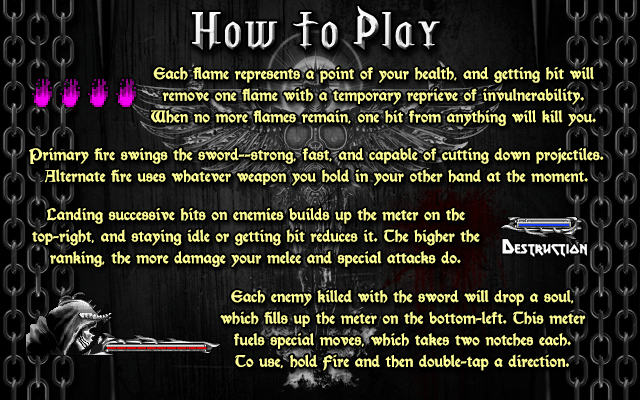 How to Play
Each flame represents a point of your health, and getting hit will
remove one flame with a temporary reprieve of invulnerability.
When no more flames remain, one hit from anything will kill you.
Primary fire swings the sword--strong, fast, and capable of cutting down projectiles.
Alternate fire uses whatever weapon you hold in your other hand at the moment.
Landing successive hits on enemies builds up the meter on the
top-right, and staying idle or getting hit reduces it. The higher the
ranking, the more damage your melee and special attacks do.
Destruction
Each enemy killed with the sword will drop a soul,
which fills up the meter on the bottom-left. This meter
fuels special moves, which takes two notches each.
To use, hold Fire and then double-tap a direction.